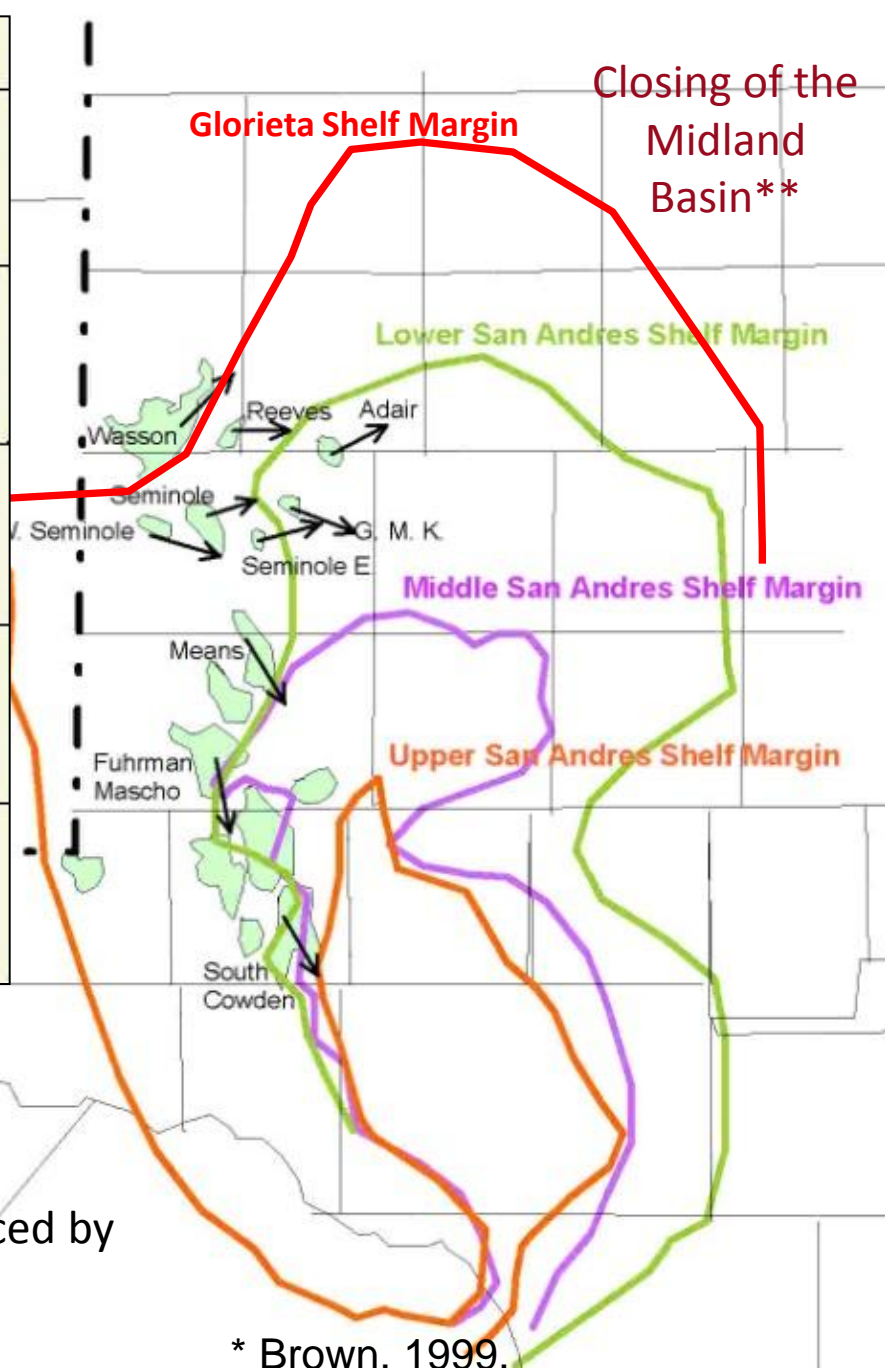 Closing of the
Midland
Basin**
Glorieta Shelf Margin
Lower San Andres Shelf Margin
Reeves
Adair
Wasson
Seminole
. Seminole
G. M. K.
Seminole E.
Middle San Andres Shelf Margin
Means
Upper San Andres Shelf Margin
Fuhrman
Mascho
South
Cowden
ced by
* Brown, 1999,